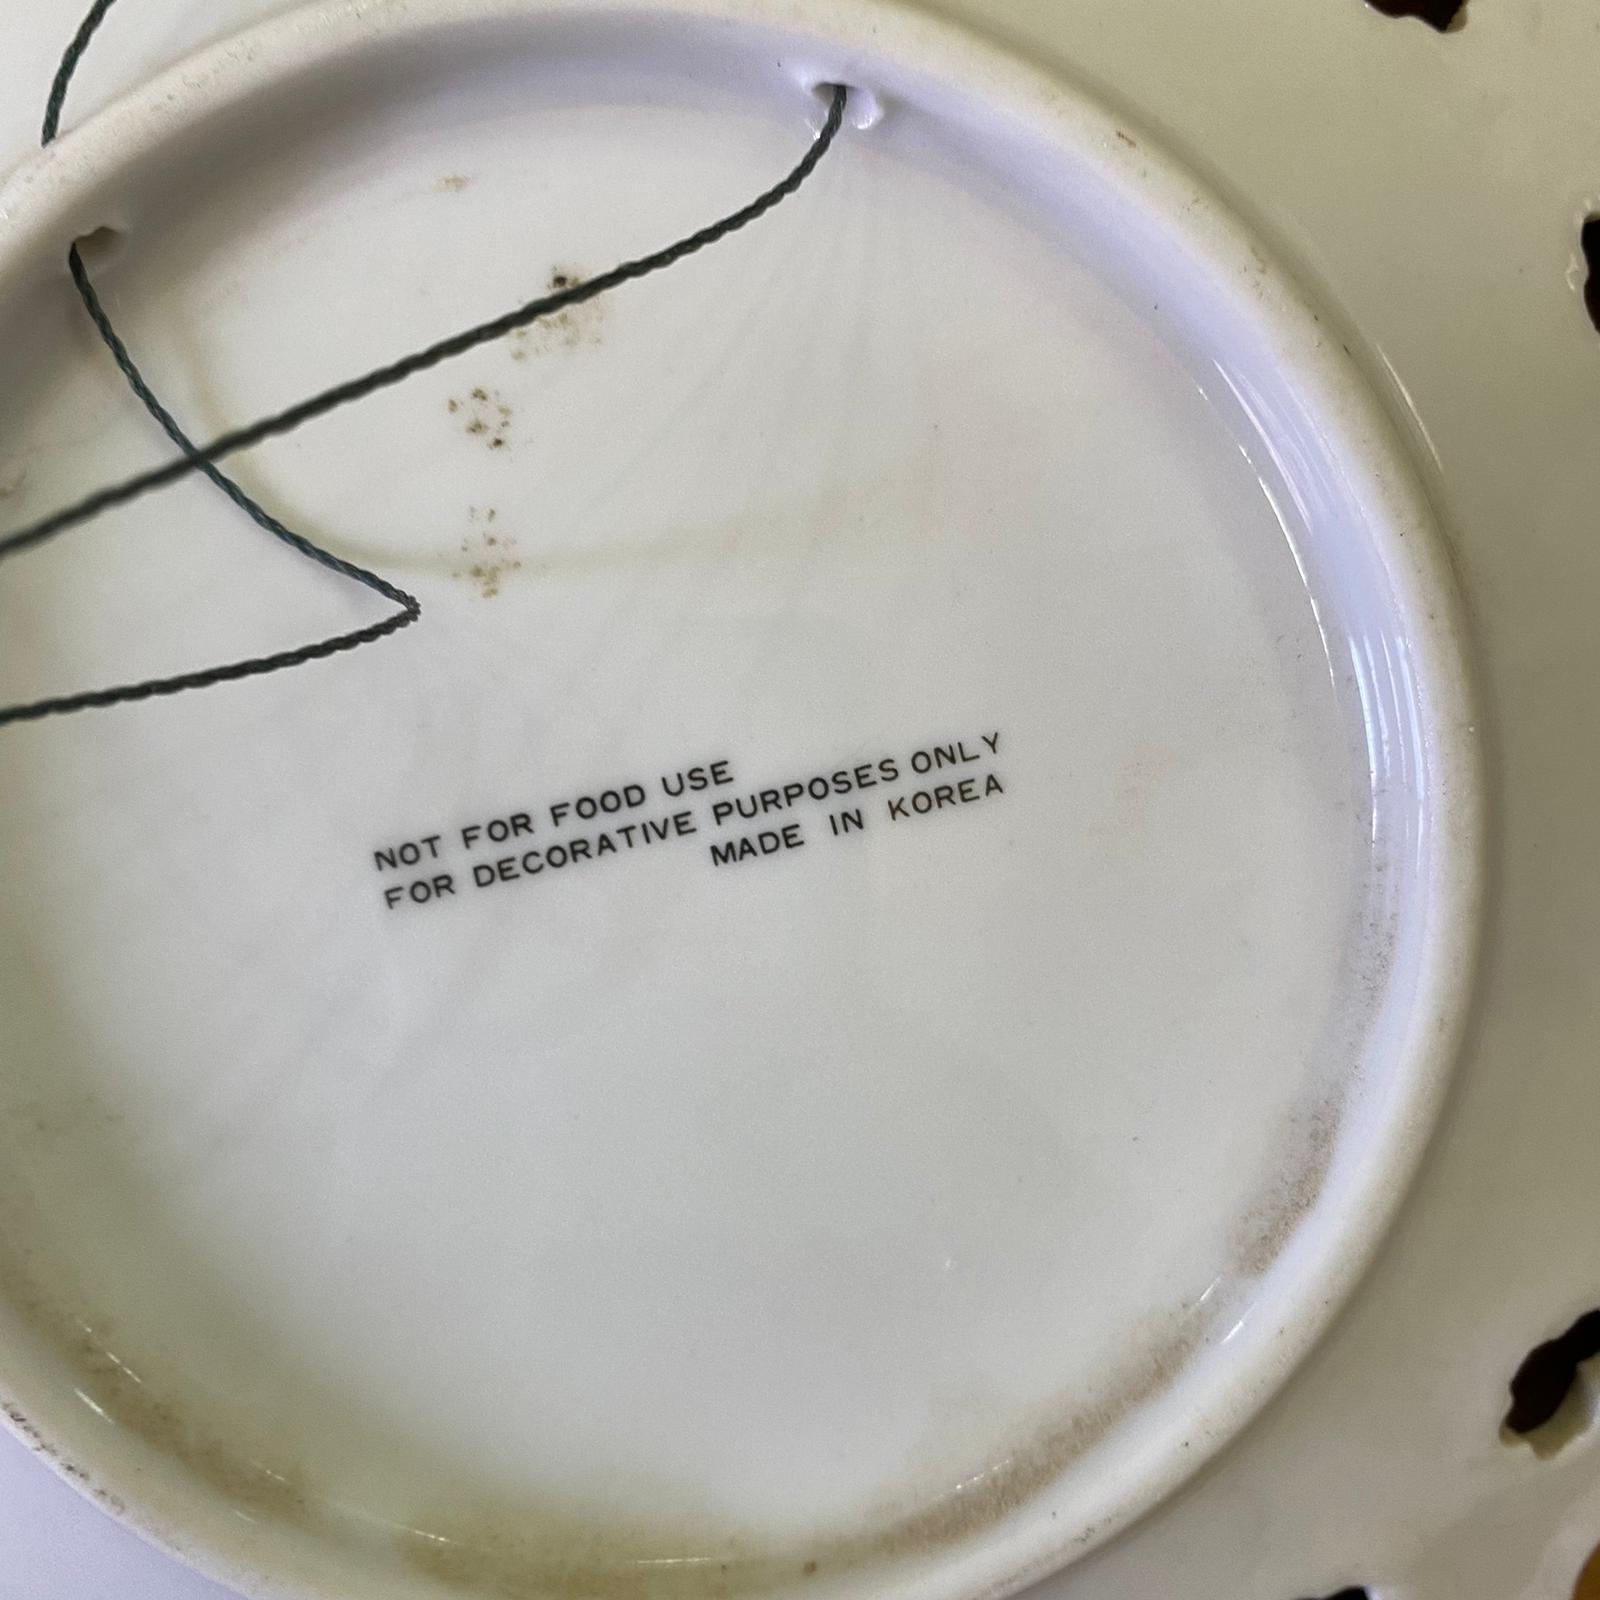 NOT FOR FOOD USE
FOR DECORATIVE PURPOSES ONLY
MADE IN KOREA